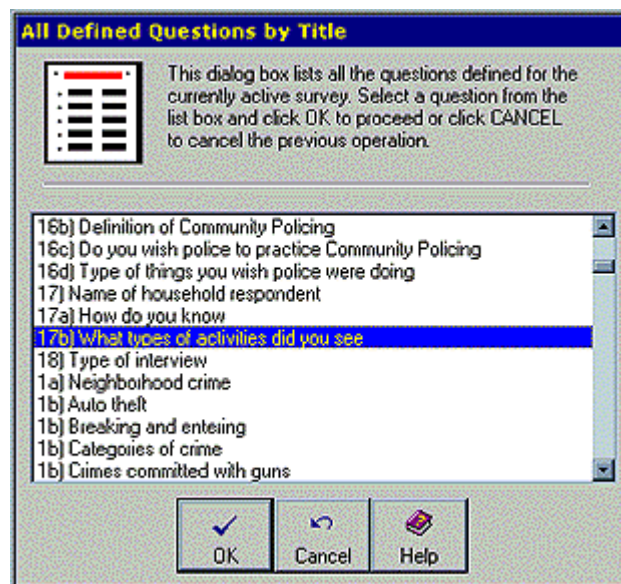 All Defined Questions by Title
This dialog box lists all the questions defined for the
currently active survey. Select a question from the
list box and click OK to proceed or click CANCEL
to cancel the previous operation.
16b) Definition of Community Policing
16c) Do you wish police to practice Community Policing
16d) Type of things you wish police were doing
17) Name of household respondent
17a) How do you know
17b) What types of activities did you see
18) Type of interview
1a) Neighborhood crime
1b) Auto theft
1b) Breaking and entering
1b) Categories of crime
1b) Crimes committed with guns
OK
Cancel
Help